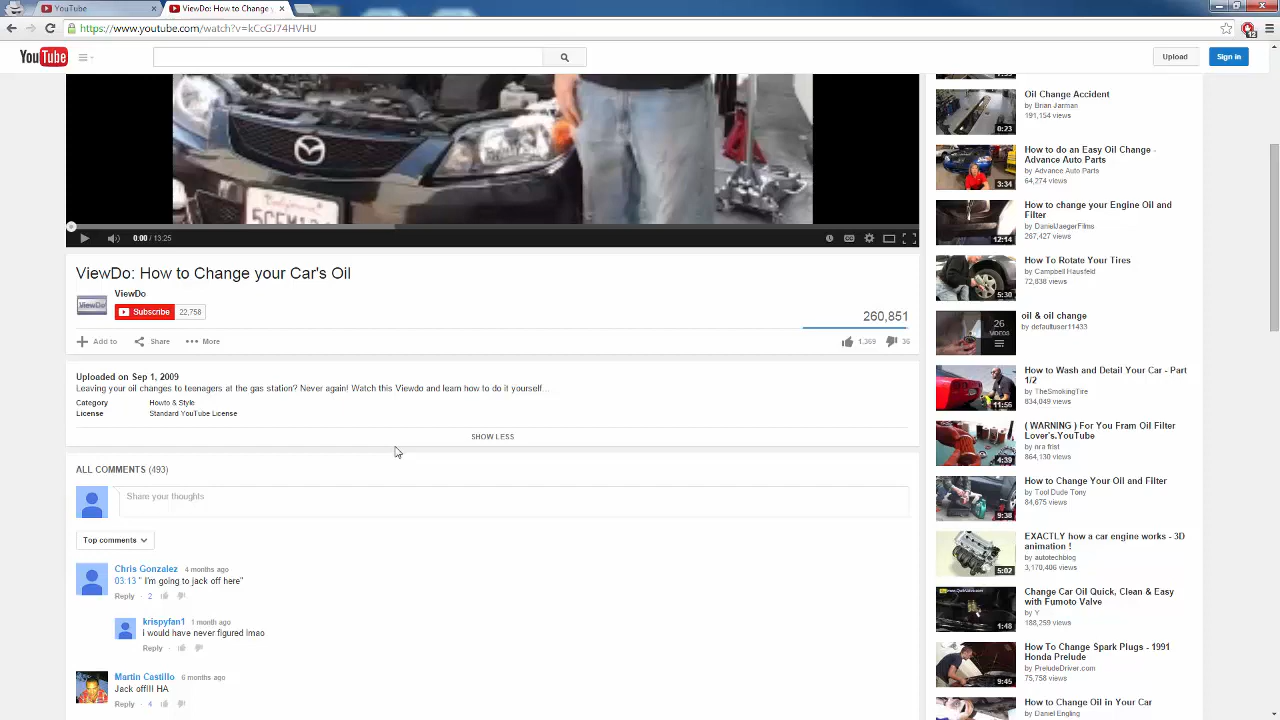 YouTube
ViewDo: How to Change y
https://www.youtube.com/watch?v=kCcGJ74HVHU
12
YouTube
Upload
Sign in
0:00 / 13:25
ViewDo: How to Change your Car's Oil
ViewDo
ViewDo
Subscribe
22,758
260,851
Add to
Share
More
1,369
36
Uploaded on Sep 1, 2009
Leaving your oil changes to teenagers at the gas station? Never again! Watch this Viewdo and learn how to do it yourself...
Category
Howto & Style
License
Standard YouTube License
SHOW LESS
ALL COMMENTS (493)
Share your thoughts
Top comments
Chris Gonzalez 4 months ago
03:13 " I'm going to jack off here"
Reply · 2
krispyfan1 1 month ago
i would have never figured lmao
Reply ·
Martin Castillo 6 months ago
Jack off!!! HA
Reply · 4
Oil Change Accident
by Brian Jarman
191,154 views
0:23
How to do an Easy Oil Change -
Advance Auto Parts
by Advance Auto Parts
64,274 views
3:34
How to change your Engine Oil and
Filter
by DanielJaegerFilms
267,427 views
12:14
How To Rotate Your Tires
by Campbell Hausfeld
72,838 views
5:30
oil & oil change
by defaultuser11433
26
VIDEOS
How to Wash and Detail Your Car - Part
1/2
by TheSmokingTire
834,049 views
11:56
( WARNING ) For You Fram Oil Filter
Lover's.YouTube
by nra frist
864,130 views
4:39
How to Change Your Oil and Filter
by Tool Dude Tony
84,875 views
9:38
EXACTLY how a car engine works - 3D
animation !
by autotechblog
3,170,406 views
5:02
Change Car Oil Quick, Clean & Easy
with Fumoto Valve
by Y
188,259 views
1:48
How To Change Spark Plugs - 1991
Honda Prelude
by PreludeDriver.com
75,758 views
9:45
How to Change Oil in Your Car
by Daniel Engling